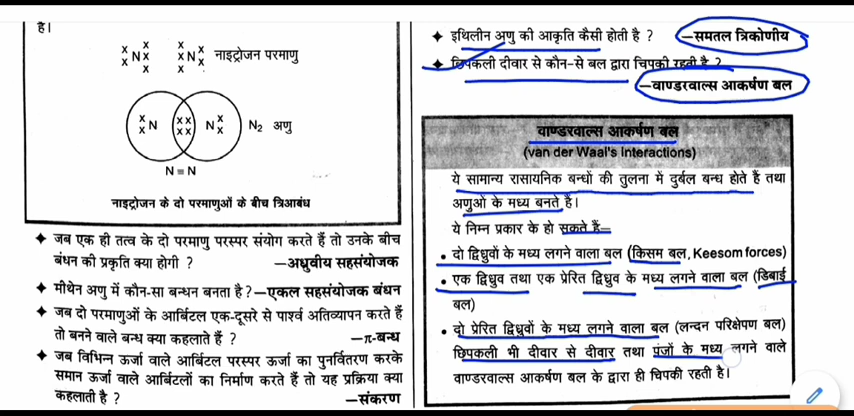 है।
x x N x x x x
x x x N x x x नाइट्रोजन परमाणु
x x N x x x x N x x N₂ अणु
N ≡ N
नाइट्रोजन के दो परमाणुओं के बीच त्रिआबंध
जब एक ही तत्व के दो परमाणु परस्पर संयोग करते हैं तो उनके बीच
बंधन की प्रकृति क्या होगी ? —अध्रुवीय सहसंयोजक
मीथेन अणु में कौन-सा बन्धन बनता है?—एकल सहसंयोजक बंधन
जब दो परमाणुओं के आर्बिटल एक-दूसरे से पार्श्व अतिव्यापन करते हैं
तो बनने वाले बन्ध क्या कहलाते हैं ? —π-बन्ध
जब विभिन्न ऊर्जा वाले आर्बिटल परस्पर ऊर्जा का पुनर्वितरण करके
समान ऊर्जा वाले आर्बिटलों का निर्माण करते हैं तो यह प्रक्रिया क्या
कहलाती है ? —संकरण
इथिलीन अणु की आकृति कैसी होती है ? —समतल त्रिकोणीय
छिपकली दीवार से कौन-से बल द्वारा चिपकी रहती है ?
—वाण्डरवाल्स आकर्षण बल
वाण्डरवाल्स आकर्षण बल
(van der Waal's Interactions)
ये सामान्य रासायनिक बन्धों की तुलना में दुर्बल बन्ध होते हैं तथा
अणुओं के मध्य बनते है।
ये निम्न प्रकार के हो सकते हैं—
• दो द्विध्रुवों के मध्य लगने वाला बल (किसम बल, Keesom forces)
• एक द्विध्रुव तथा एक प्रेरित द्विध्रुव के मध्य लगने वाला बल (डिबाई
बल)
• दो प्रेरित द्विध्रुवों के मध्य लगने वाला बल (लन्दन परिक्षेपण बल)
छिपकली भी दीवार से दीवार तथा पंजों के मध्य लगने वाले
वाण्डरवाल्स आकर्षण बल के द्वारा ही चिपकी रहती है।